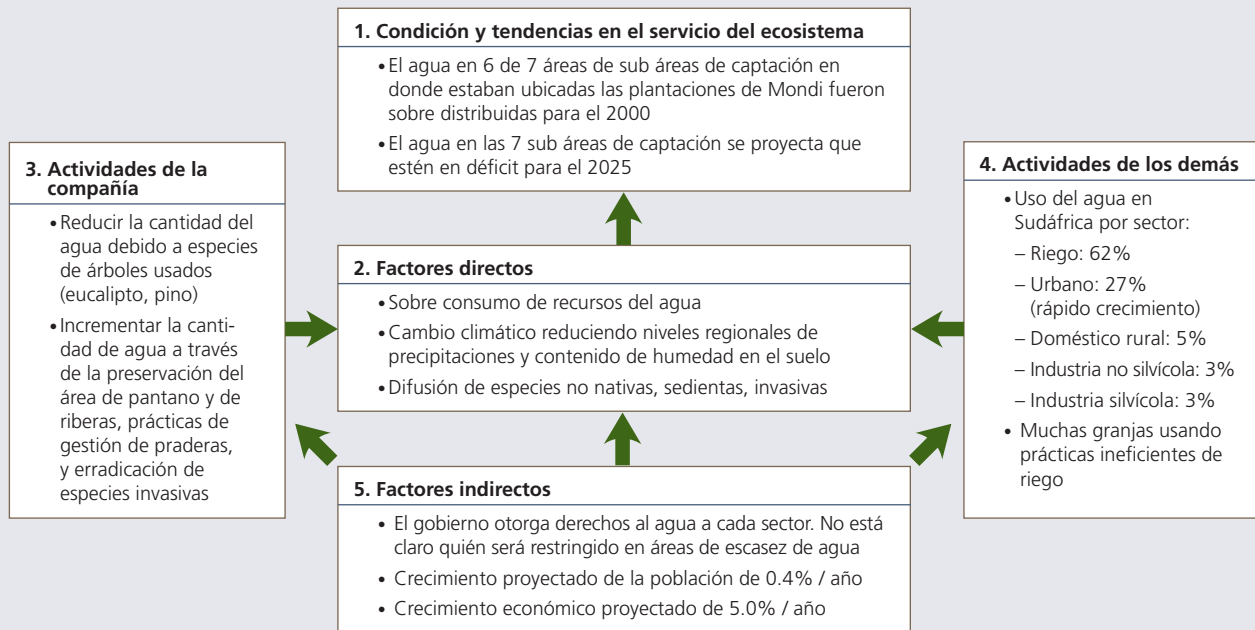 1. Condición y tendencias en el servicio del ecosistema
• El agua en 6 de 7 áreas de sub áreas de captación en
donde estaban ubicadas las plantaciones de Mondi fueron
sobre distribuidas para el 2000
• El agua en las 7 sub áreas de captación se proyecta que
estén en déficit para el 2025
2. Factores directos
• Sobre consumo de recursos del agua
• Cambio climático reduciendo niveles regionales de
precipitaciones y contenido de humedad en el suelo
• Difusión de especies no nativas, sedientas, invasivas
3. Actividades de la
compañía
• Reducir la cantidad del
agua debido a especies
de árboles usados
(eucalipto, pino)
• Incrementar la canti-
dad de agua a través
de la preservación del
área de pantano y de
riberas, prácticas de
gestión de praderas,
y erradicación de
especies invasivas
4. Actividades de los demás
• Uso del agua en
Sudáfrica por sector:
– Riego: 62%
– Urbano: 27%
(rápido crecimiento)
– Doméstico rural: 5%
– Industria no silvícola: 3%
– Industria silvícola: 3%
• Muchas granjas usando
prácticas ineficientes de
riego
5. Factores indirectos
• El gobierno otorga derechos al agua a cada sector. No está
claro quién será restringido en áreas de escasez de agua
• Crecimiento proyectado de la población de 0.4% / año
• Crecimiento económico proyectado de 5.0% / año